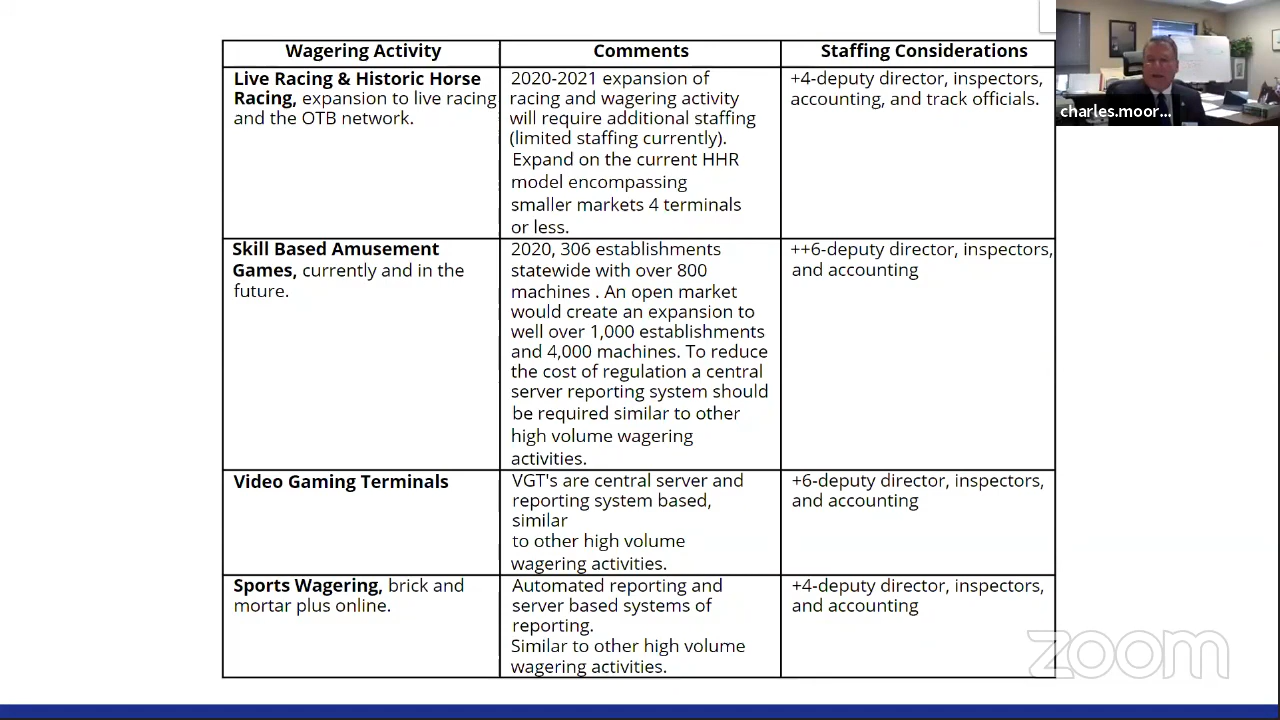 Wagering Activity
Comments
Staffing Considerations
Live Racing & Historic Horse
Racing, expansion to live racing
and the OTB network.
2020-2021 expansion of
racing and wagering activity
will require additional staffing
(limited staffing currently).
Expand on the current HHR
model encompassing
smaller markets 4 terminals
or less.
+4-deputy director, inspectors,
accounting, and track officials.
Skill Based Amusement
Games, currently and in the
future.
2020, 306 establishments
statewide with over 800
machines . An open market
would create an expansion to
well over 1,000 establishments
and 4,000 machines. To reduce
the cost of regulation a central
server reporting system should
be required similar to other
high volume wagering
activities.
++6-deputy director, inspectors,
and accounting
Video Gaming Terminals
VGT's are central server and
reporting system based,
similar
to other high volume
wagering activities.
+6-deputy director, inspectors,
and accounting
Sports Wagering, brick and
mortar plus online.
Automated reporting and
server based systems of
reporting.
Similar to other high volume
wagering activities.
+4-deputy director, inspectors,
and accounting
charles.moor...
zoom